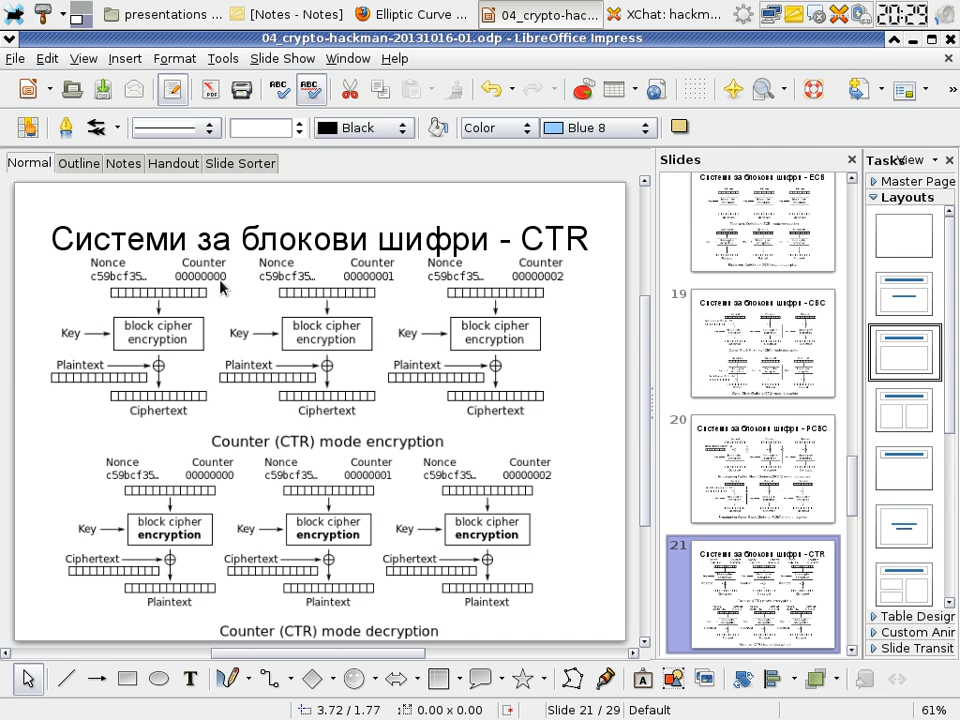 presentations ...
[Notes - Notes]
Elliptic Curve ...
04_crypto-hac...
XChat: hackm...
20:29
04_crypto-hackman-20131016-01.odp - LibreOffice Impress
File Edit View Insert Format Tools Slide Show Window Help
Black Color Blue 8
Normal Outline Notes Handout Slide Sorter
Slides
Tasks View
Системи за блокови шифри - CTR
Nonce Counter Nonce Counter Nonce Counter
c59bcf35… 00000000 c59bcf35… 00000001 c59bcf35… 00000002
Key block cipher encryption Key block cipher encryption Key block cipher encryption
Plaintext Plaintext Plaintext
Ciphertext Ciphertext Ciphertext
Counter (CTR) mode encryption
Nonce Counter Nonce Counter Nonce Counter
c59bcf35… 00000000 c59bcf35… 00000001 c59bcf35… 00000002
Key block cipher encryption Key block cipher encryption Key block cipher encryption
Ciphertext Ciphertext Ciphertext
Plaintext Plaintext Plaintext
Counter (CTR) mode decryption
Системи за блокови шифри - ECB
19
Системи за блокови шифри - CBC
20
Системи за блокови шифри - PCBC
21
Системи за блокови шифри - CTR
Master Page
Layouts
Table Desigr
Custom Anir
Slide Transit
3.72 / 1.77 0.00 x 0.00 Slide 21 / 29 Default 61%